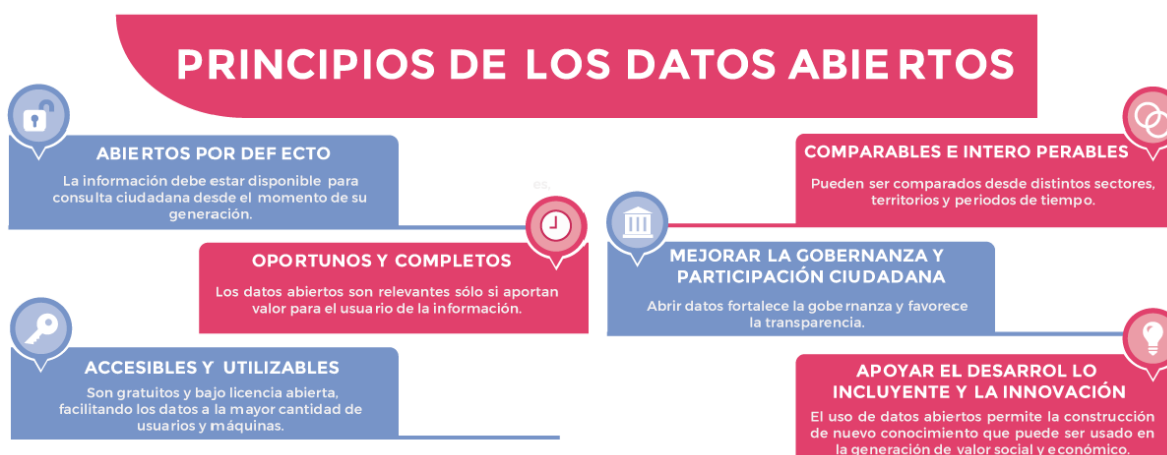 PRINCIPIOS DE LOS DATOS ABIERTOS
ABIERTOS POR DEFECTO
La información debe estar disponible para
consulta ciudadana desde el momento de su
generación.
OPORTUNOS Y COMPLETOS
Los datos abiertos son relevantes sólo si aportan
valor para el usuario de la información.
ACCESIBLES Y UTILIZABLES
Son gratuitos y bajo licencia abierta,
facilitando los datos a la mayor cantidad de
usuarios y máquinas.
es,
COMPARABLES E INTEROPERABLES
Pueden ser comparados desde distintos sectores,
territorios y periodos de tiempo.
MEJORAR LA GOBERNANZA Y
PARTICIPACIÓN CIUDADANA
Abrir datos fortalece la gobernanza y favorece
la transparencia.
APOYAR EL DESARROLLO
INCLUYENTE Y LA INNOVACIÓN
El uso de datos abiertos permite la construcción
de nuevo conocimiento que puede ser usado en
la generación de valor social y económico.